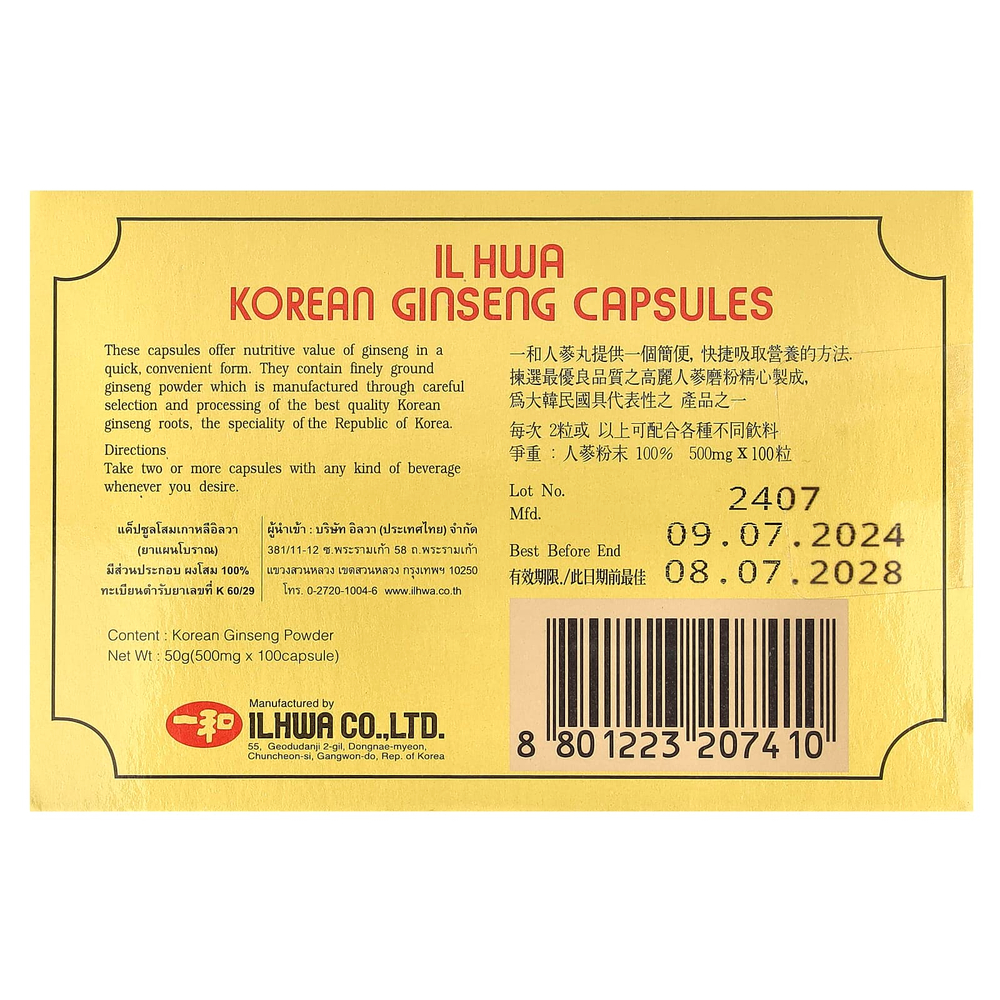 IL HWA
KOREAN GINSENG CAPSULES
These capsules offer nutritive value of ginseng in a
quick, convenient form. They contain finely ground
ginseng powder which is manufactured through careful
selection and processing of the best quality Korean
ginseng roots, the speciality of the Republic of Korea.
Directions
Take two or more capsules with any kind of beverage
whenever you desire.
一和人蔘丸提供一個簡便, 快捷吸取營養的方法.
揀選最優良品質之高麗人蔘磨粉精心製成,
爲大韓民國具代表性之 產品之一
每次 2粒或 以上可配合各種不同飮料
爭重 : 人蔘粉末 100% 500mg X 100粒
Lot No. 2407
Mfd. 09.07.2024
Best Before End
有效期限./此日期前最佳 08.07.2028
แค็ปซูลโสมเกาหลีอิลวา
(ยาแผนโบราณ)
มีส่วนประกอบ ผงโสม 100%
ทะเบียนตำรับยาเลขที่ K 60/29
ผู้นำเข้า : บริษัท อิลวา (ประเทศไทย) จำกัด
381/11-12 ซ.พระรามเก้า 58 ถ.พระรามเก้า
แขวงสวนหลวง เขตสวนหลวง กรุงเทพฯ 10250
โทร. 0-2720-1004-6 www.ilhwa.co.th
Content : Korean Ginseng Powder
Net Wt : 50g(500mg x 100capsule)
一和
Manufactured by
ILHWA CO.,LTD.
55, Geodudanji 2-gil, Dongnae-myeon,
Chuncheon-si, Gangwon-do, Rep. of Korea
8 801223 207410